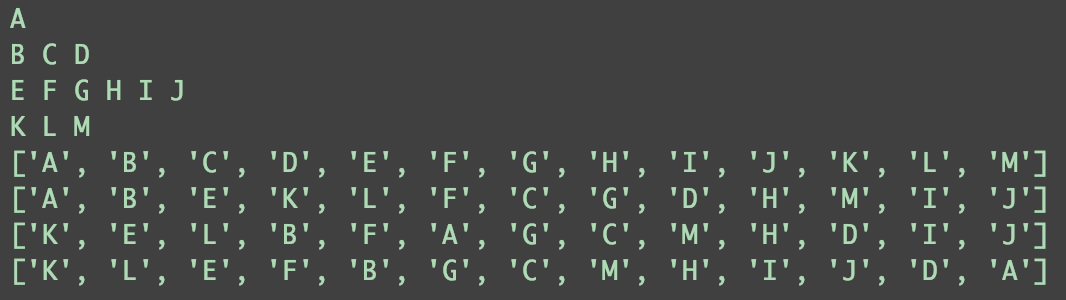 A
B C D
E F G H I J
K L M
['A', 'B', 'C', 'D', 'E', 'F', 'G', 'H', 'I', 'J', 'K', 'L', 'M']
['A', 'B', 'E', 'K', 'L', 'F', 'C', 'G', 'D', 'H', 'M', 'I', 'J']
['K', 'E', 'L', 'B', 'F', 'A', 'G', 'C', 'M', 'H', 'D', 'I', 'J']
['K', 'L', 'E', 'F', 'B', 'G', 'C', 'M', 'H', 'I', 'J', 'D', 'A']